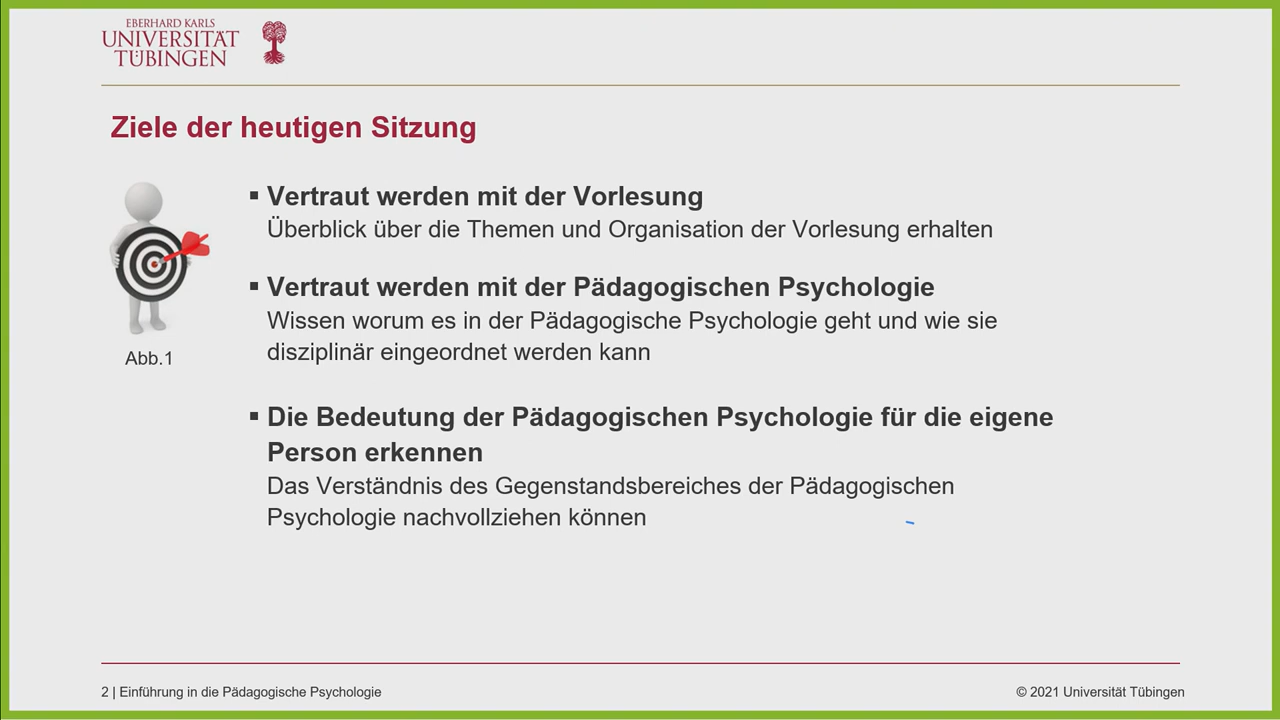 EBERHARD KARLS
UNIVERSITÄT
TÜBINGEN
Ziele der heutigen Sitzung
▪ Vertraut werden mit der Vorlesung
Überblick über die Themen und Organisation der Vorlesung erhalten
▪ Vertraut werden mit der Pädagogischen Psychologie
Wissen worum es in der Pädagogische Psychologie geht und wie sie
disziplinär eingeordnet werden kann
Abb.1
▪ Die Bedeutung der Pädagogischen Psychologie für die eigene
Person erkennen
Das Verständnis des Gegenstandsbereiches der Pädagogischen
Psychologie nachvollziehen können
2 | Einführung in die Pädagogische Psychologie
© 2021 Universität Tübingen